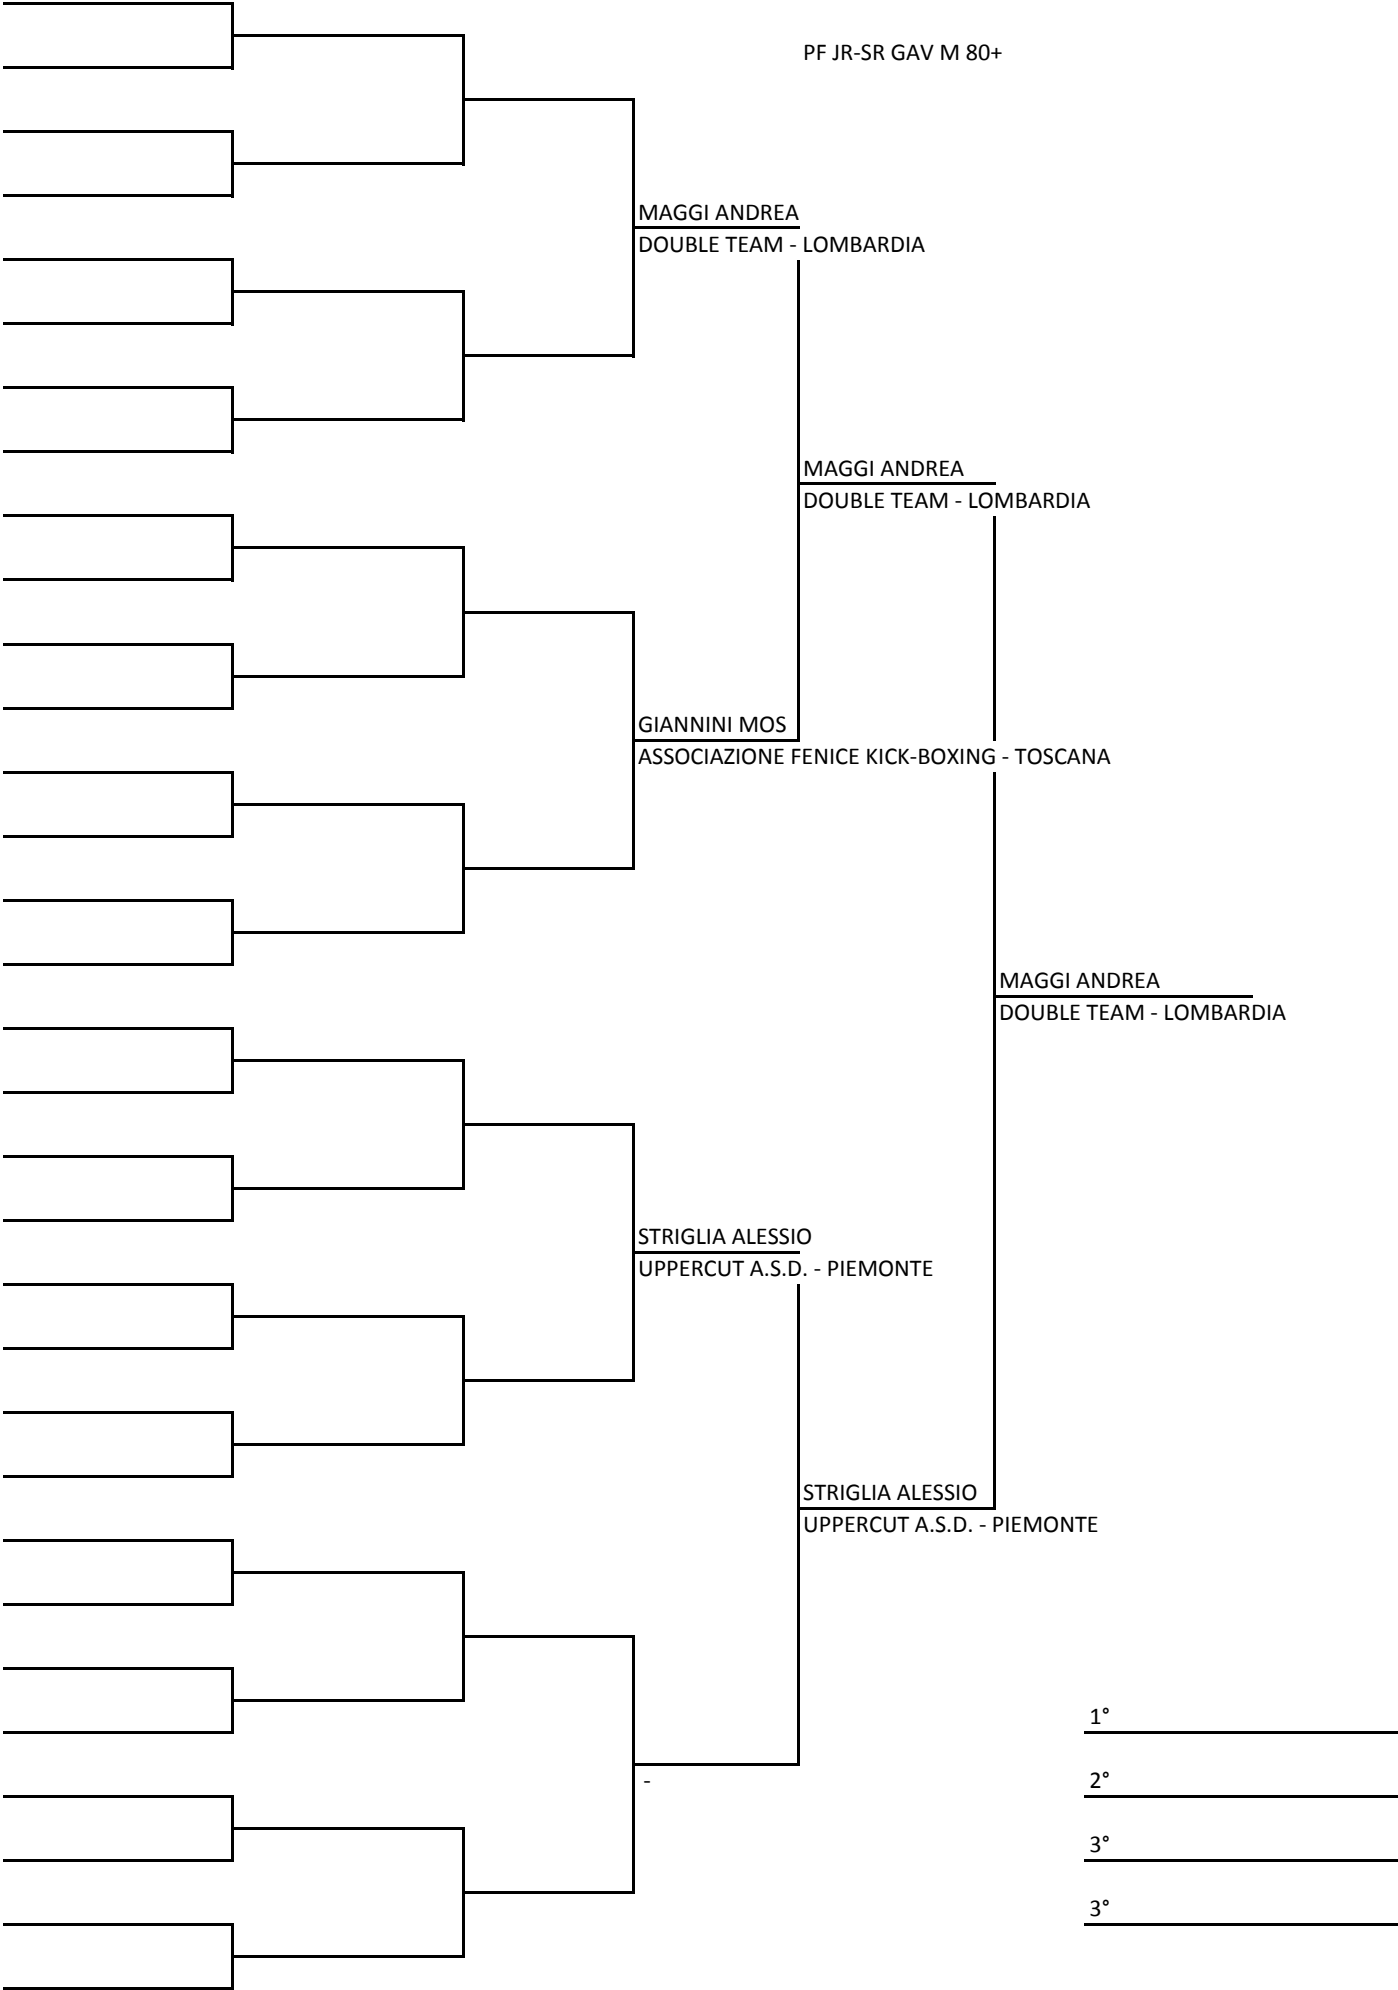 PF JR-SR GAV M 80+
MAGGI ANDREA
DOUBLE TEAM - LOMBARDIA
MAGGI ANDREA
DOUBLE TEAM - LOMBARDIA
GIANNINI MOS
ASSOCIAZIONE FENICE KICK-BOXING - TOSCANA
MAGGI ANDREA
DOUBLE TEAM - LOMBARDIA
STRIGLIA ALESSIO
UPPERCUT A.S.D. - PIEMONTE
STRIGLIA ALESSIO
UPPERCUT A.S.D. - PIEMONTE
1°
-
2°
3°
3°